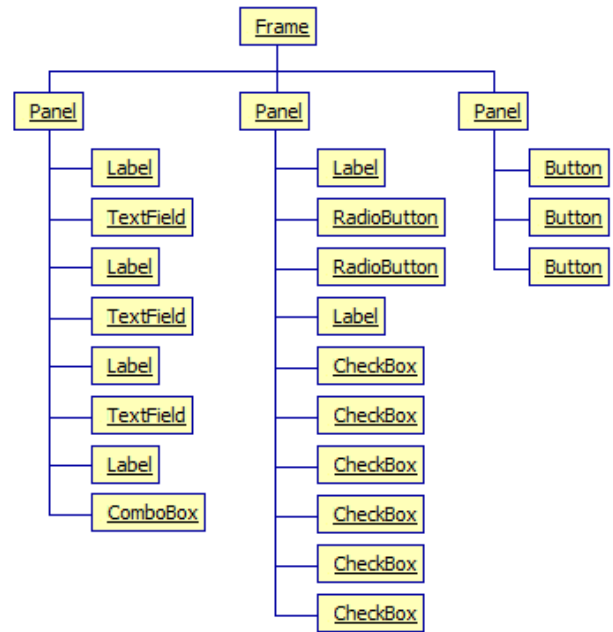 Frame
Panel
Label
TextField
Label
TextField
Label
TextField
Label
ComboBox
Panel
Label
RadioButton
RadioButton
Label
CheckBox
CheckBox
CheckBox
CheckBox
CheckBox
CheckBox
Panel
Button
Button
Button